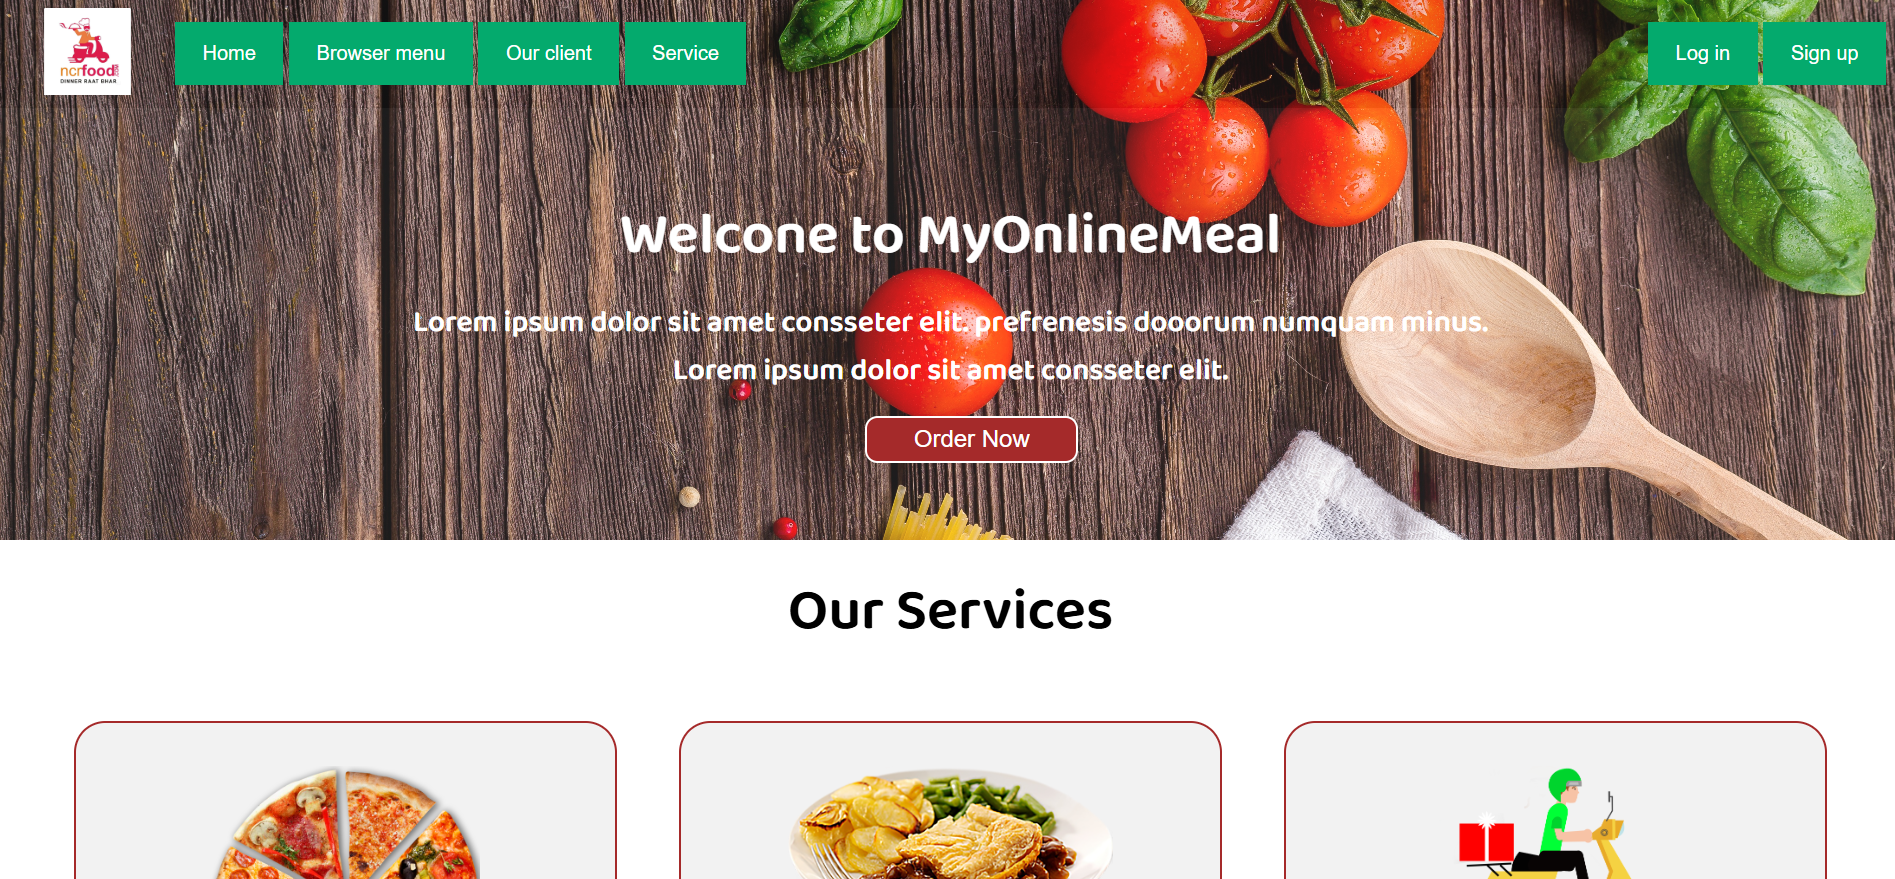 ncrfood.com
DINNER RAAT BHAR
Home
Browser menu
Our client
Service
Log in
Sign up
Welcone to MyOnlineMeal
Lorem ipsum dolor sit amet consseter elit. prefrenesis dooorum numquam minus.
Lorem ipsum dolor sit amet consseter elit.
Order Now
Our Services